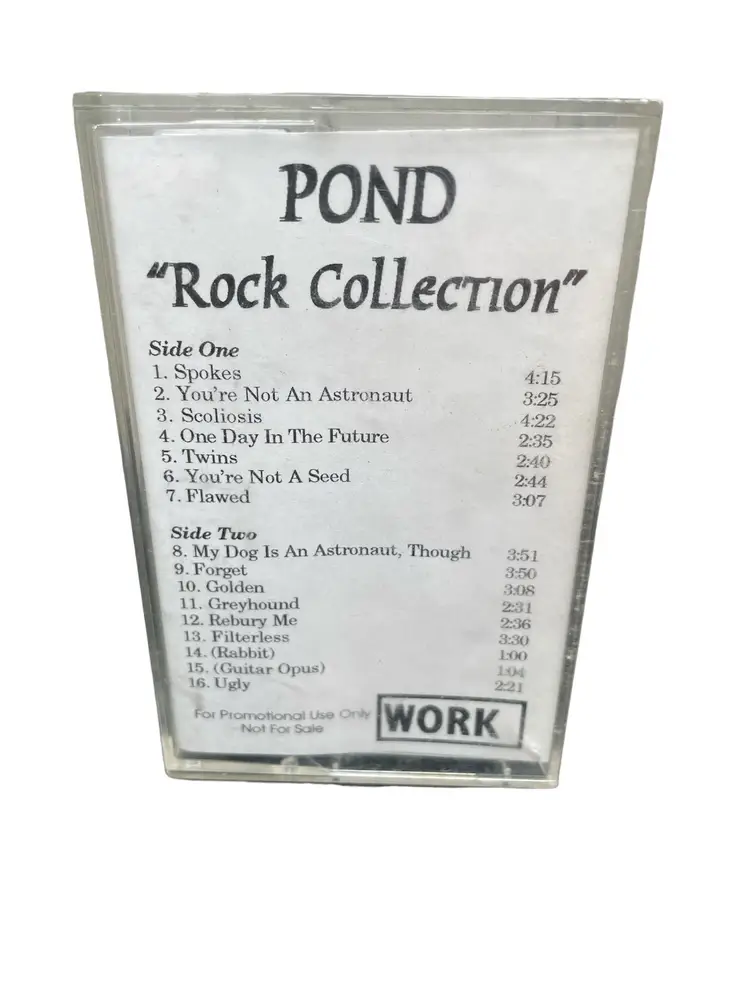 POND
"Rock Collection"
Side One
1. Spokes 4:15
2. You're Not An Astronaut 3:25
3. Scoliosis 4:22
4. One Day In The Future 2:35
5. Twins 2:40
6. You're Not A Seed 2:44
7. Flawed 3:07
Side Two
8. My Dog Is An Astronaut, Though 3:51
9. Forget 3:50
10. Golden 3:08
11. Greyhound 2:31
12. Rebury Me 2:36
13. Filterless 3:30
14. (Rabbit) 1:00
15. (Guitar Opus) 1:04
16. Ugly 2:21
For Promotional Use Only
Not For Sale
WORK